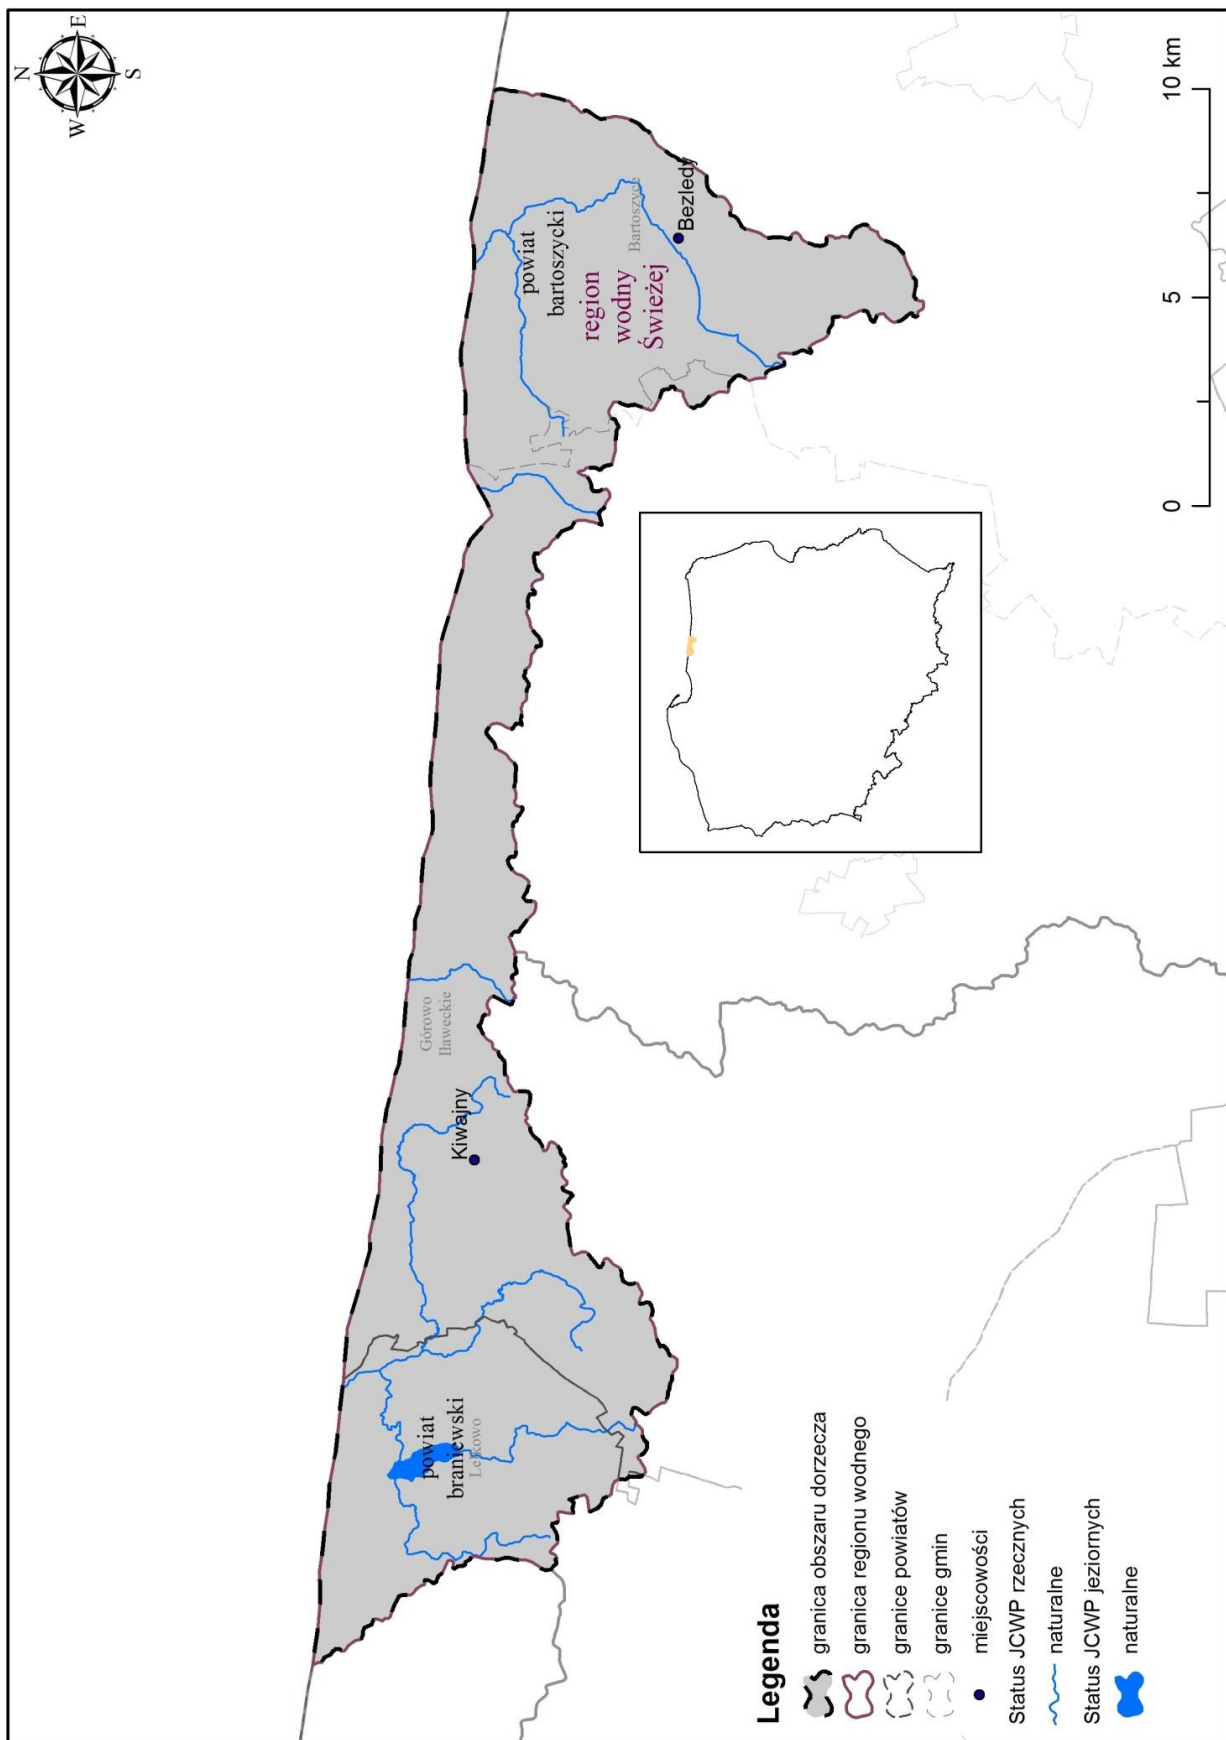 N
E
W
S
powiat
bartoszycki
region
wodny
Świeżej
Bartoszyce
Bezledy
Górowo
Iławeckie
Kiwajny
powiat
braniewski
Lelkowo
0
5
10 km
Legenda
granica obszaru dorzecza
granica regionu wodnego
granice powiatów
granice gmin
miejscowości
Status JCWP rzecznych
naturalne
Status JCWP jeziornych
naturalne